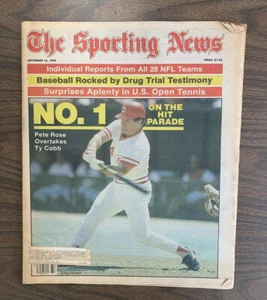 The Sporting News
Individual Reports From All 28 NFL Teams
Baseball Rocked by Drug Trial Testimony
Surprises Aplenty in U.S. Open Tennis
NO. 1
ON THE
HIT
PARADE
Pete Rose
Overtakes
Ty Cobb